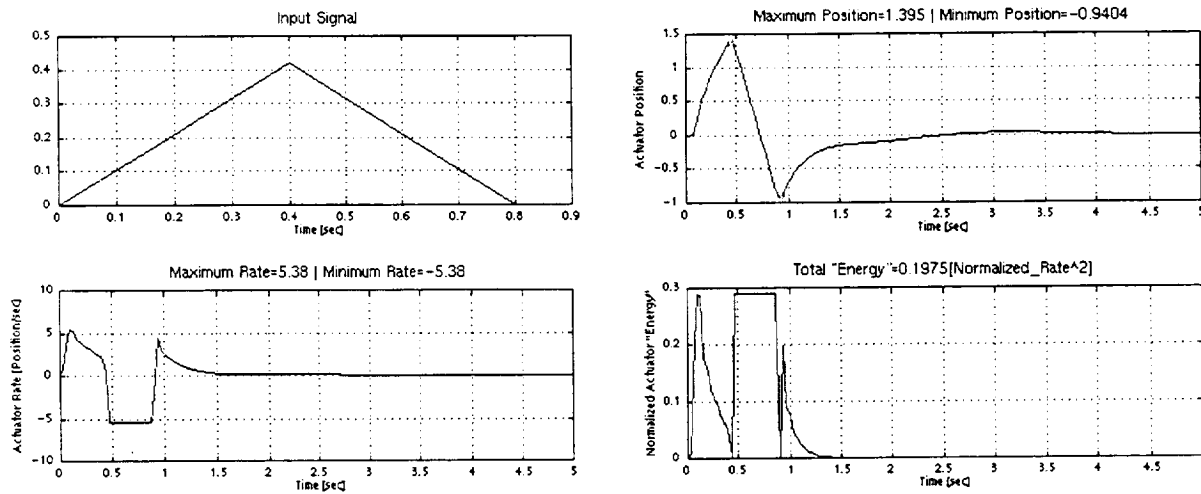 Input Signal
0.5
0.4
0.3
0.2
0.1
0
0 0.1 0.2 0.3 0.4 0.5 0.6 0.7 0.8 0.9
Time [sec]
Maximum Position=1.395 | Minimum Position=-0.9404
Actuator Position
1.5
1
0.5
0
-0.5
-1
0 0.5 1 1.5 2 2.5 3 3.5 4 4.5 5
Time [sec]
Maximum Rate=5.38 | Minimum Rate=-5.38
Actuator Rate [Position/sec]
10
5
0
-5
-10
0 0.5 1 1.5 2 2.5 3 3.5 4 4.5 5
Time [sec]
Total "Energy"=0.1975[Normalized_Rate^2]
Normalized Actuator "Energy"
0.3
0.2
0.1
0
0 0.5 1 1.5 2 2.5 3 3.5 4 4.5 5
Time [sec]